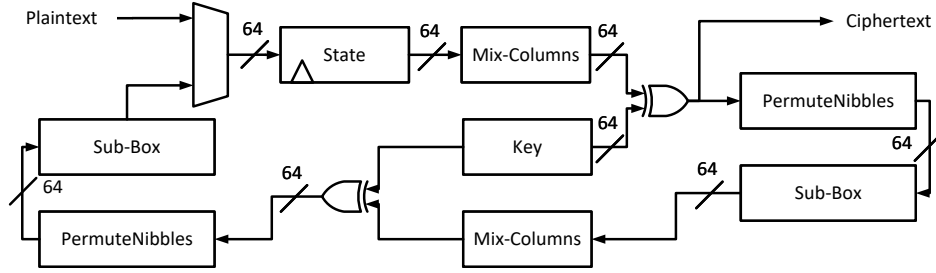 Plaintext
64
64
64
Ciphertext
State
Mix-Columns
PermuteNibbles
Sub-Box
Key
64
64
64
64
64
Sub-Box
PermuteNibbles
Mix-Columns